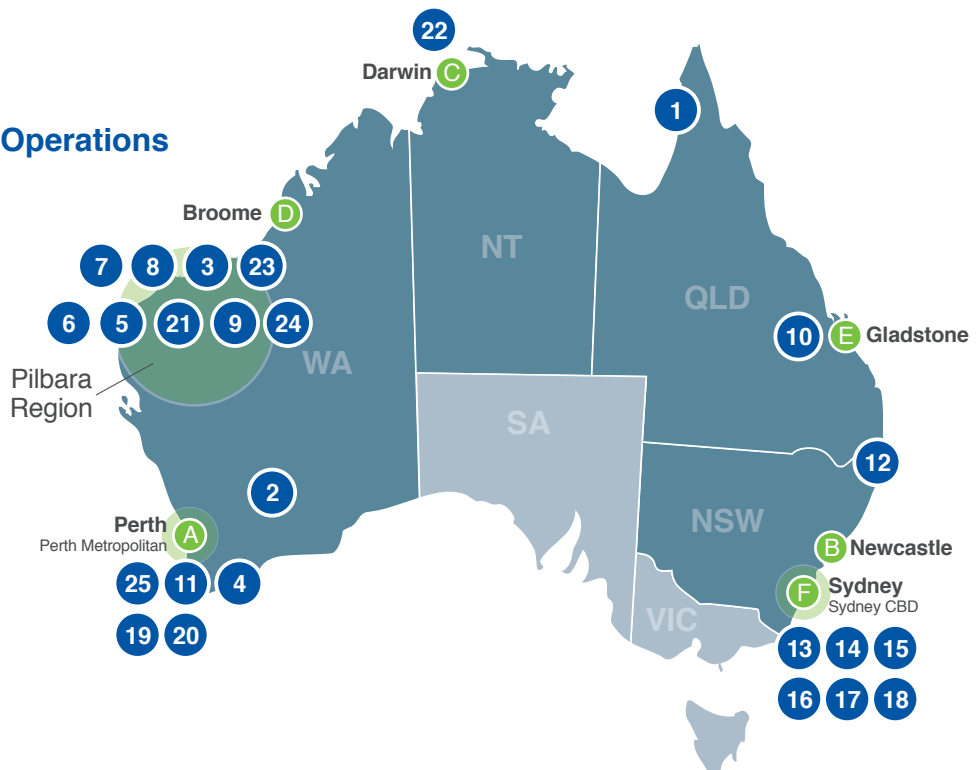 22
Darwin C
1
Operations
Broome D
NT
7 8 3 23
QLD
6 5 21 9 24
10 E Gladstone
WA
Pilbara
Region
SA
12
2
NSW
Perth A
Perth Metropolitan
B Newcastle
25 11 4
F Sydney
Sydney CBD
VIC
19 20
13 14 15
16 17 18